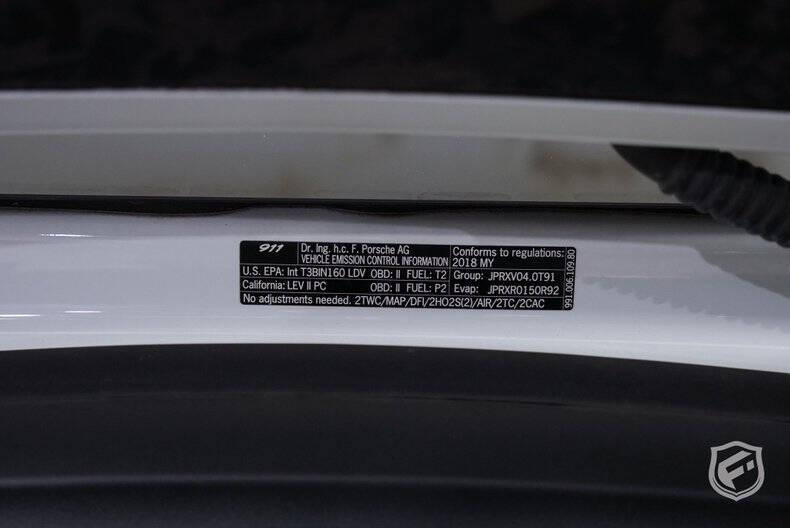 911 Dr. Ing. h.c. F. Porsche AG
VEHICLE EMISSION CONTROL INFORMATION
Conforms to regulations:
2018 MY
U.S. EPA: Int T3BIN160 LDV OBD: II FUEL: T2 Group: JPRXV04.0T91
California: LEV II PC OBD: II FUEL: P2 Evap: JPRXR0150R92
No adjustments needed. 2TWC/MAP/DFI/2HO2S(2)/AIR/2TC/2CAC
991.006.109.80